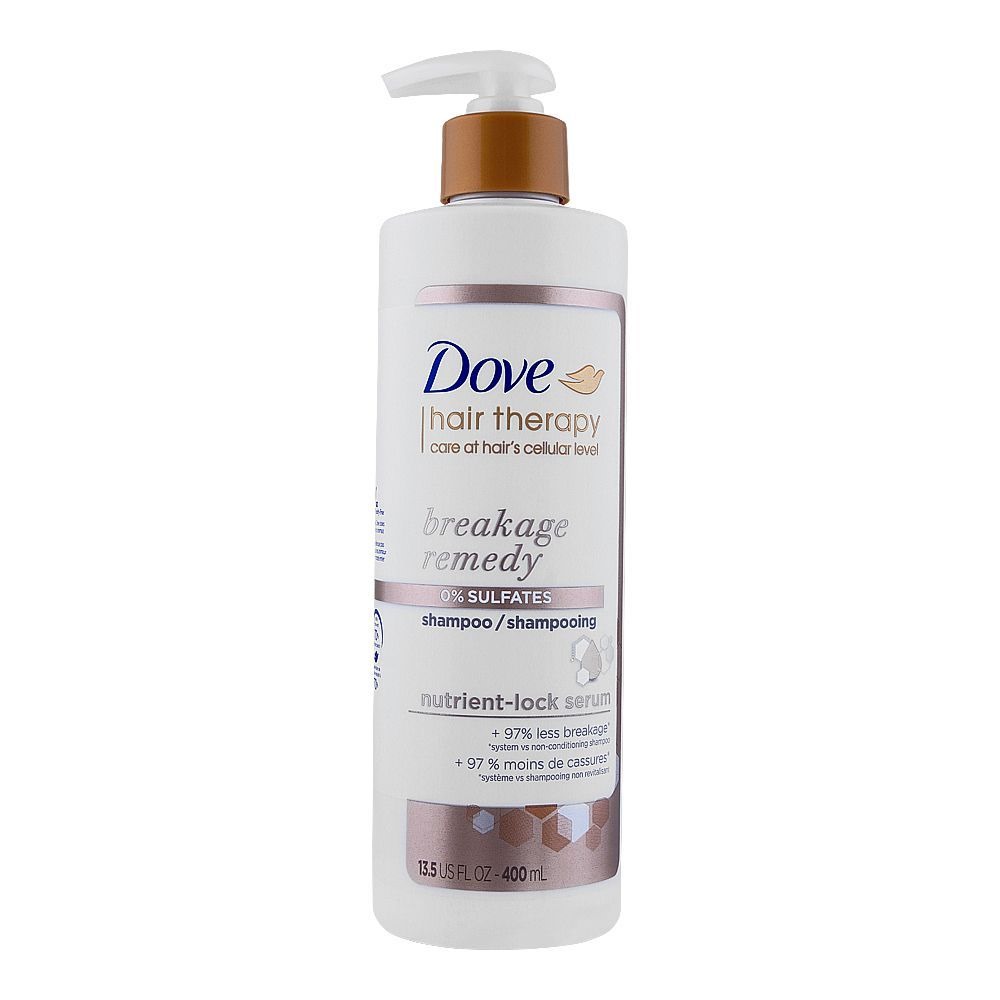 Dove
hair therapy
care at hair's cellular level
breakage
remedy
0% SULFATES
shampoo / shampooing
nutrient-lock serum
+ 97% less breakage*
*system vs non-conditioning shampoo
+ 97 % moins de cassures*
*système vs shampooing non revitalisant
13.5 US FL OZ - 400 mL